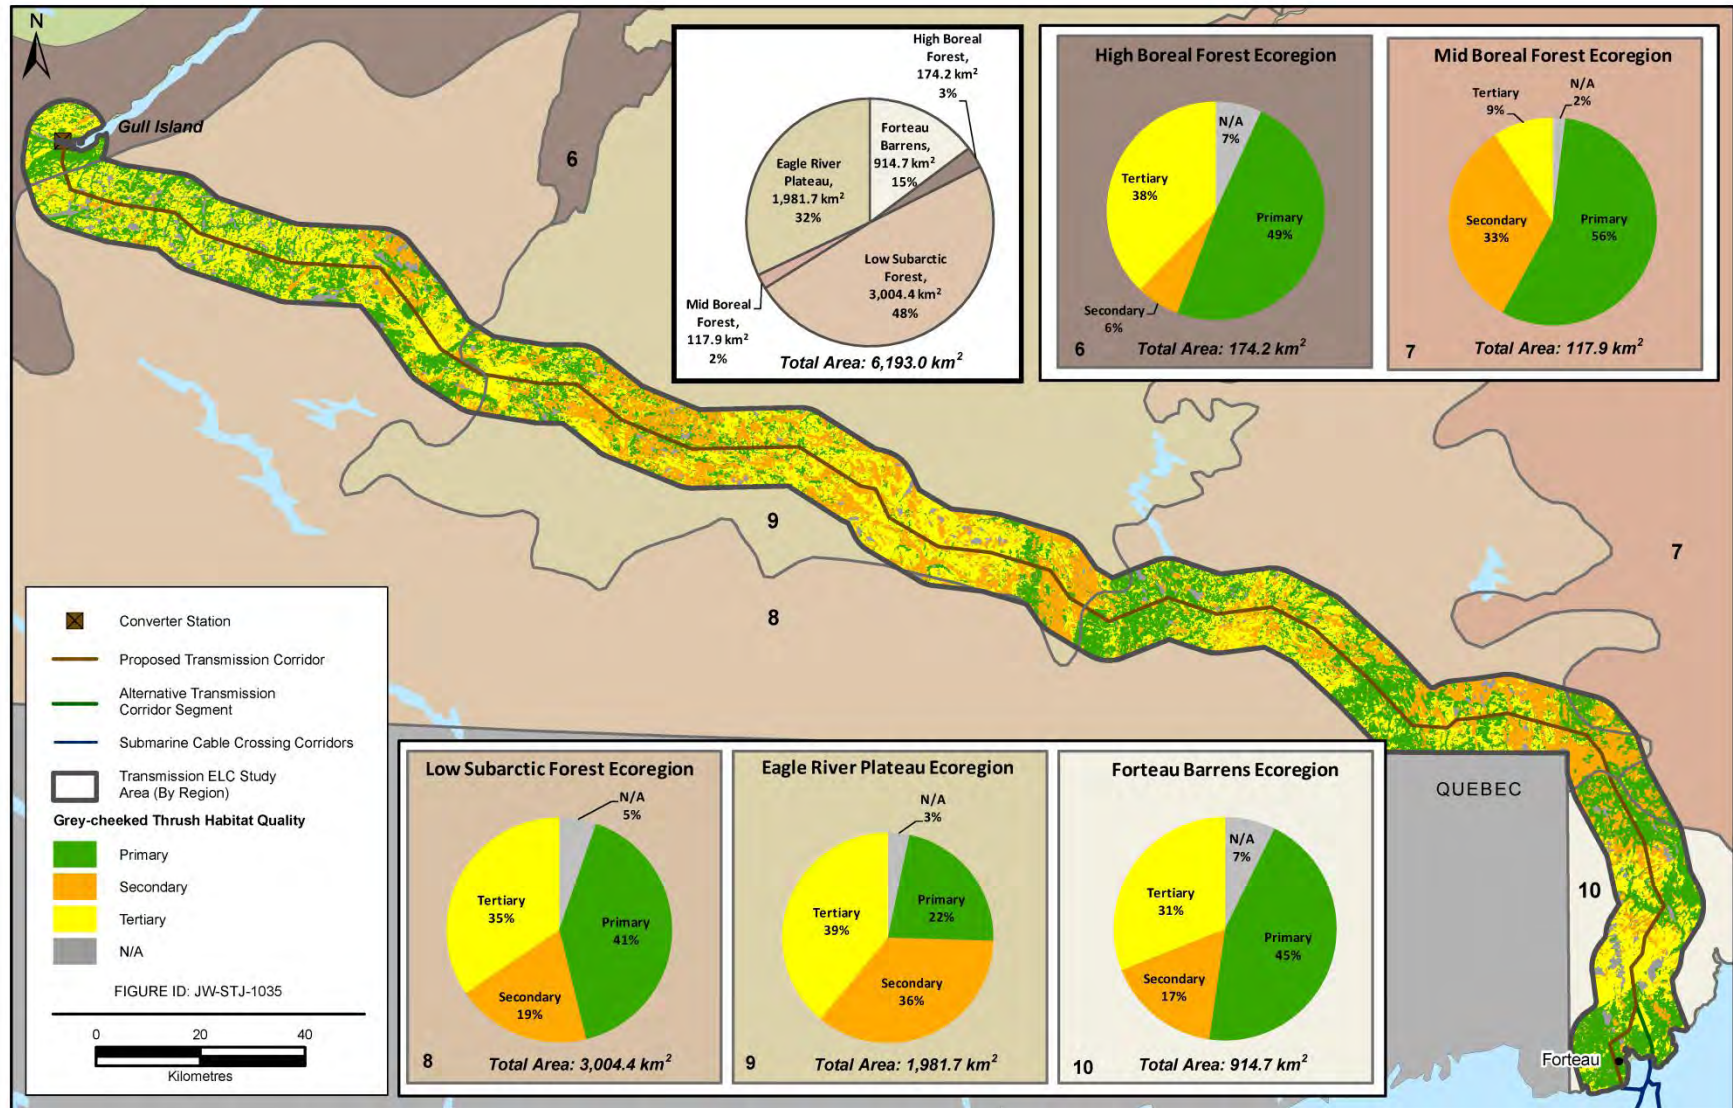 N
Gull Island
6
High Boreal
Forest,
174.2 km²
3%
Forteau
Barrens,
914.7 km²
15%
Eagle River
Plateau,
1,981.7 km²
32%
Low Subarctic
Forest,
3,004.4 km²
48%
Mid Boreal
Forest,
117.9 km²
2%
Total Area: 6,193.0 km²
High Boreal Forest Ecoregion
N/A
7%
Tertiary
38%
Primary
49%
Secondary
6%
6
Total Area: 174.2 km²
Mid Boreal Forest Ecoregion
N/A
2%
Tertiary
9%
Secondary
33%
Primary
56%
7
Total Area: 117.9 km²
9
8
7
Converter Station
Proposed Transmission Corridor
Alternative Transmission
Corridor Segment
Submarine Cable Crossing Corridors
Transmission ELC Study
Area (By Region)
Grey-cheeked Thrush Habitat Quality
Primary
Secondary
Tertiary
N/A
FIGURE ID: JW-STJ-1035
0 20 40
Kilometres
Low Subarctic Forest Ecoregion
N/A
5%
Tertiary
35%
Primary
41%
Secondary
19%
8
Total Area: 3,004.4 km²
Eagle River Plateau Ecoregion
N/A
3%
Primary
22%
Tertiary
39%
Secondary
36%
9
Total Area: 1,981.7 km²
Forteau Barrens Ecoregion
N/A
7%
Tertiary
31%
Primary
45%
Secondary
17%
10
Total Area: 914.7 km²
QUEBEC
10
Forteau